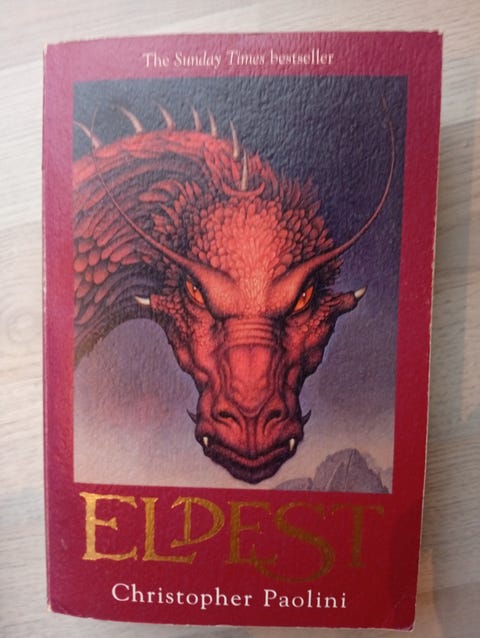 The Sunday Times bestseller
ELDEST
Christopher Paolini